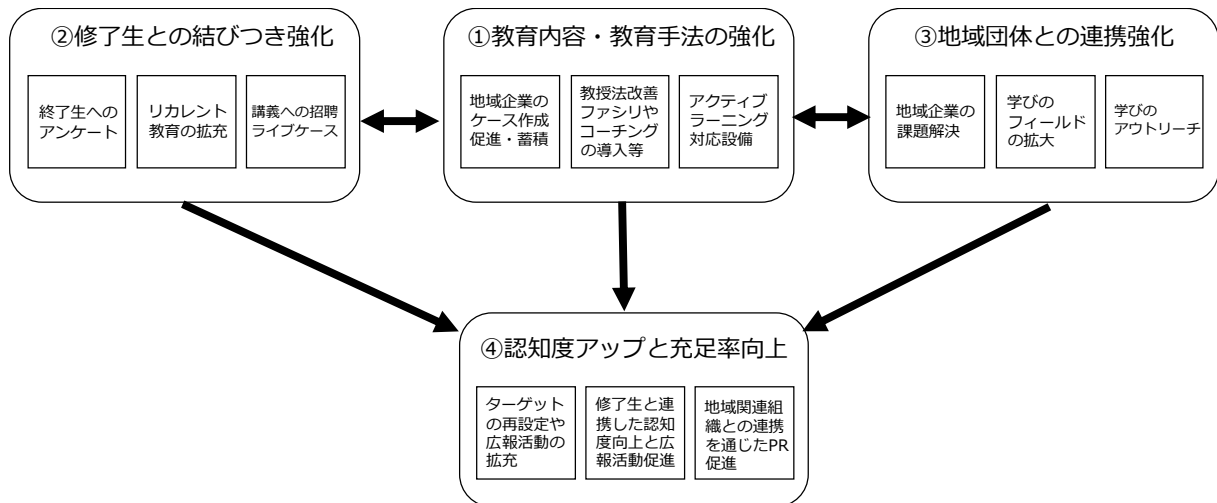 ②修了生との結びつき強化
終了生への
アンケート
リカレント
教育の拡充
講義への招聘
ライブケース
①教育内容・教育手法の強化
地域企業の
ケース作成
促進・蓄積
教授法改善
ファシリや
コーチング
の導入等
アクティブ
ラーニング
対応設備
③地域団体との連携強化
地域企業の
課題解決
学びの
フィールド
の拡大
学びの
アウトリーチ
④認知度アップと充足率向上
ターゲット
の再設定や
広報活動の
拡充
修了生と連
携した認知
度向上と広
報活動促進
地域関連組
織との連携
を通じたPR
促進